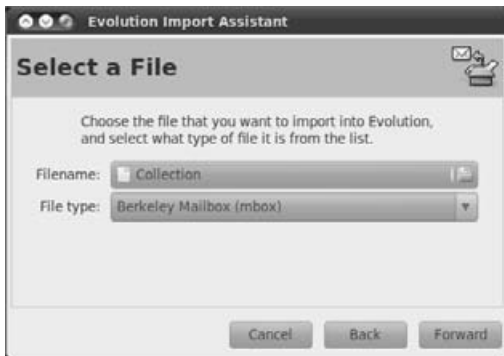 Evolution Import Assistant
Select a File
Choose the file that you want to import into Evolution,
and select what type of file it is from the list.
Filename: Collection
File type: Berkeley Mailbox (mbox)
Cancel Back Forward